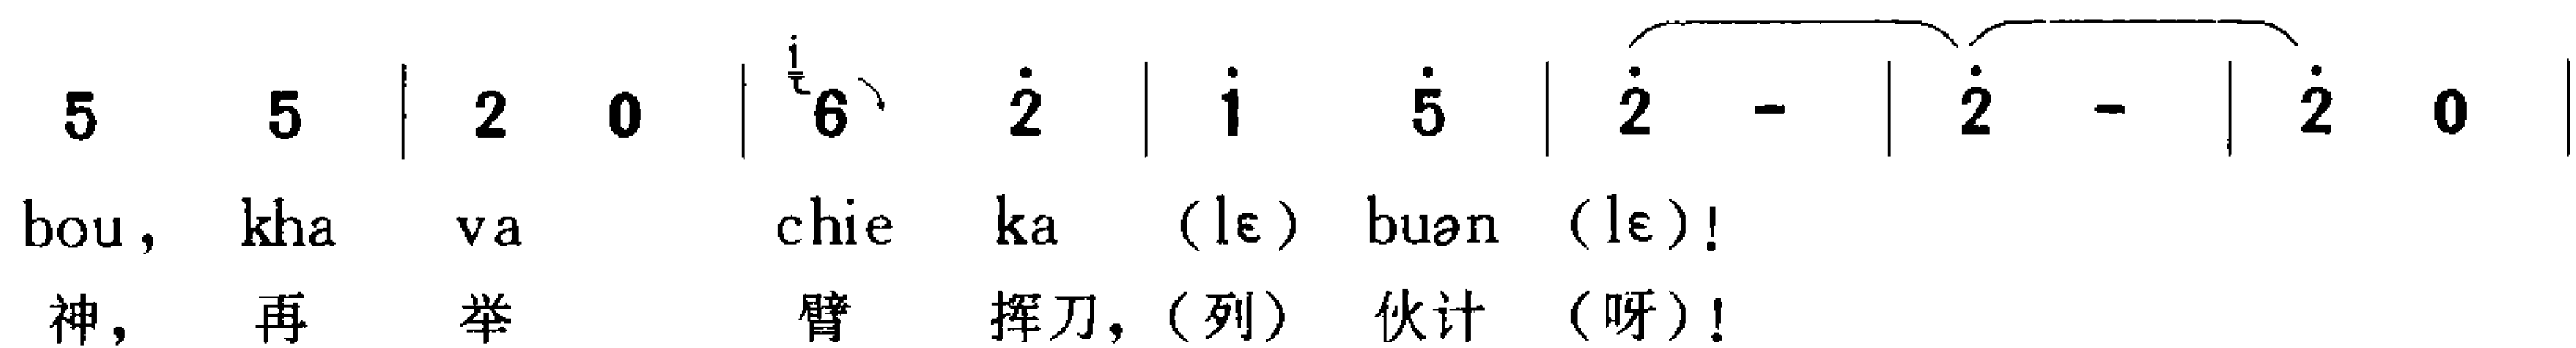 5 5 | 2 0 | i6 2̇ | 1̇ 5̇ | 2̇ - | 2̇ - | 2̇ 0 |
bou, kha va chie ka (lɛ) buən (lɛ)!
神, 再 举 臂 挥刀, (列) 伙计 (呀)!